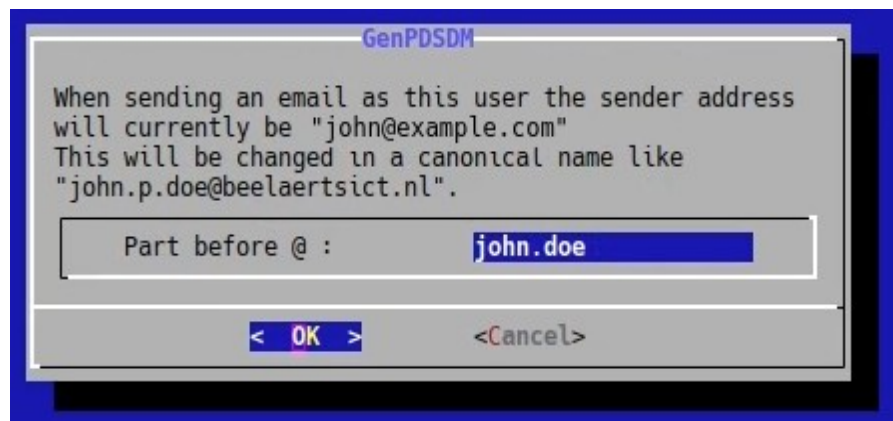 GenPDSDM
When sending an email as this user the sender address
will currently be "john@example.com"
This will be changed in a canonical name like
"john.p.doe@beelaertsict.nl".
Part before @ : john.doe
< OK > <Cancel>